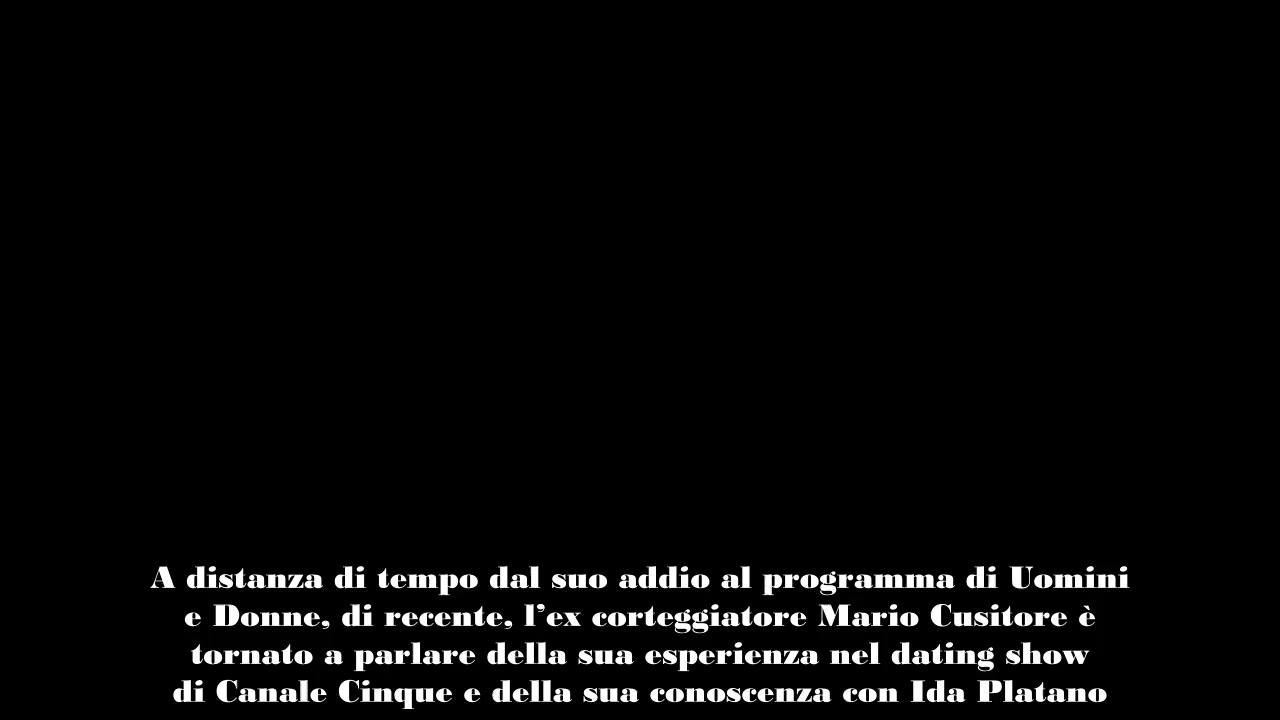 A distanza di tempo dal suo addio al programma di Uomini
e Donne, di recente, l’ex corteggiatore Mario Cusitore è
tornato a parlare della sua esperienza nel dating show
di Canale Cinque e della sua conoscenza con Ida Platano